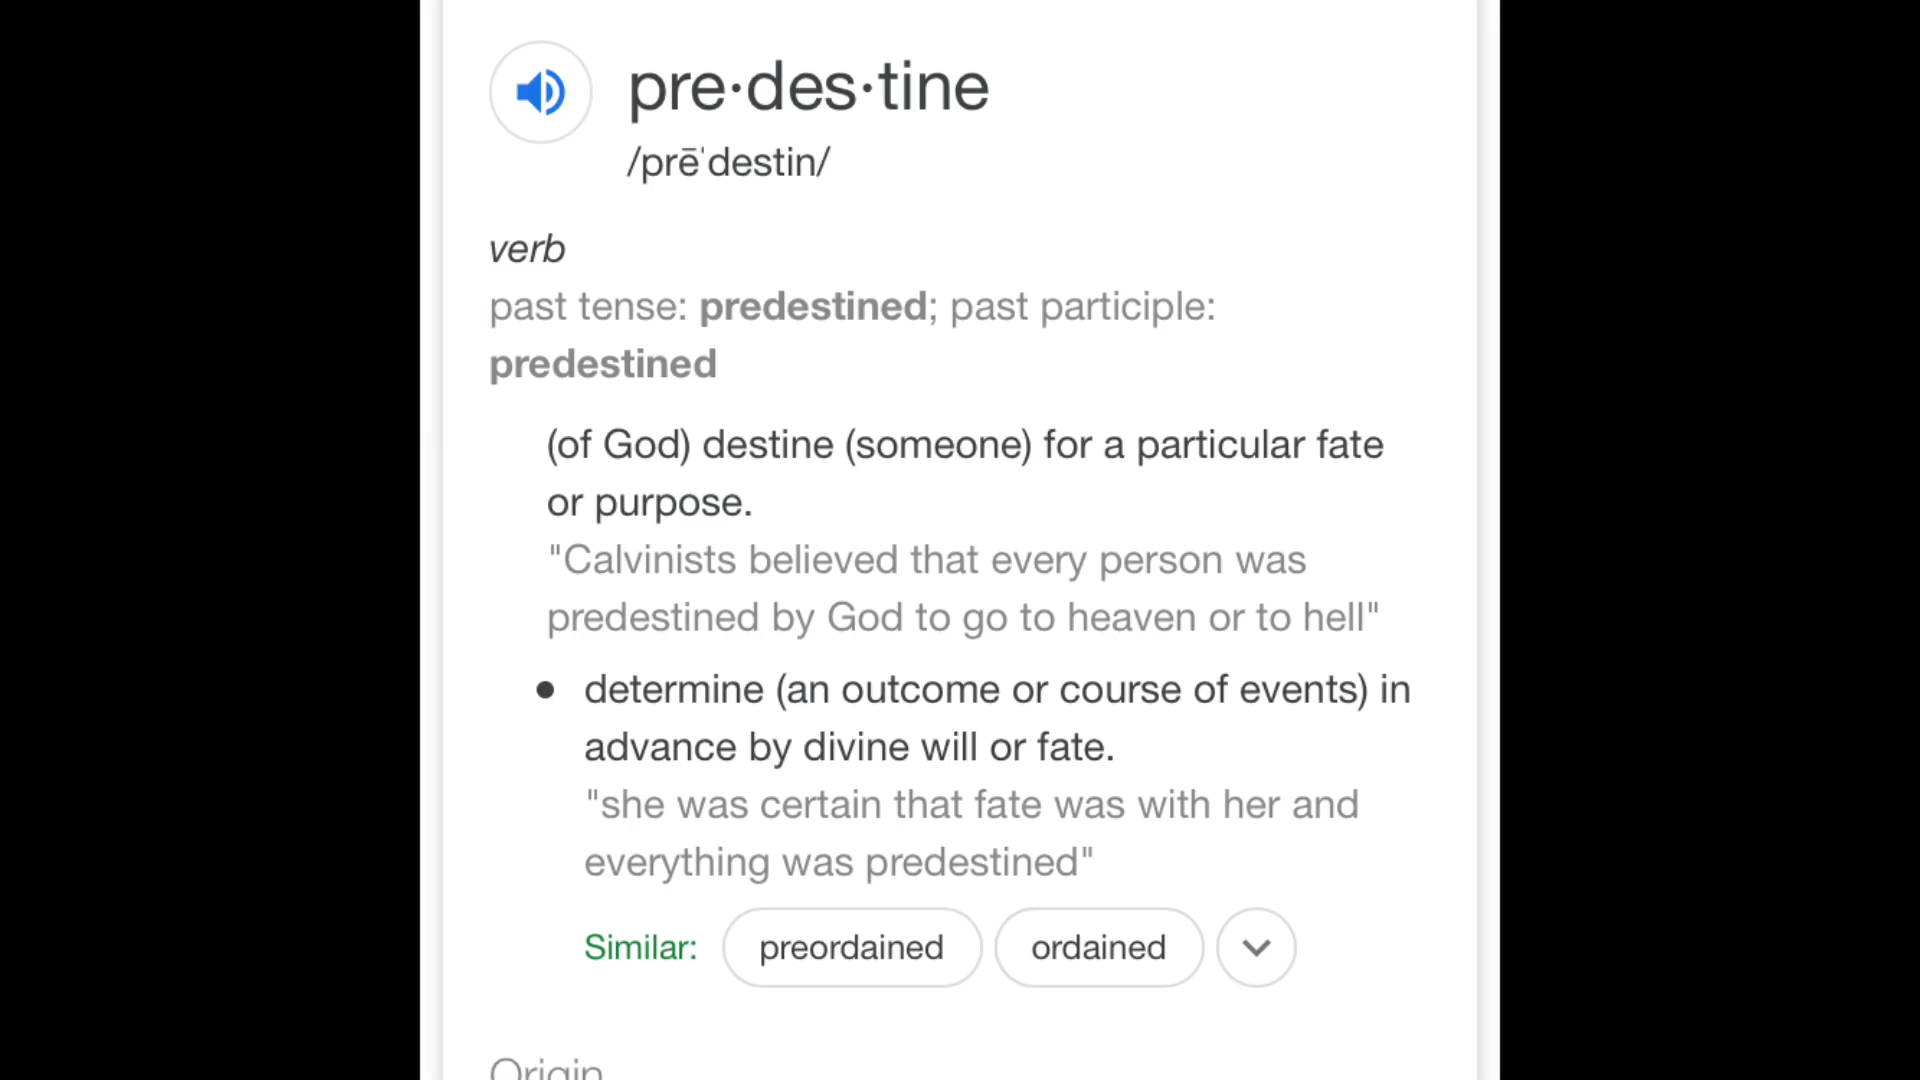 pre·des·tine
/prēˈdestin/
verb
past tense: predestined; past participle:
predestined
(of God) destine (someone) for a particular fate
or purpose.
"Calvinists believed that every person was
predestined by God to go to heaven or to hell"
● determine (an outcome or course of events) in
advance by divine will or fate.
"she was certain that fate was with her and
everything was predestined"
Similar: preordained ordained
Origin